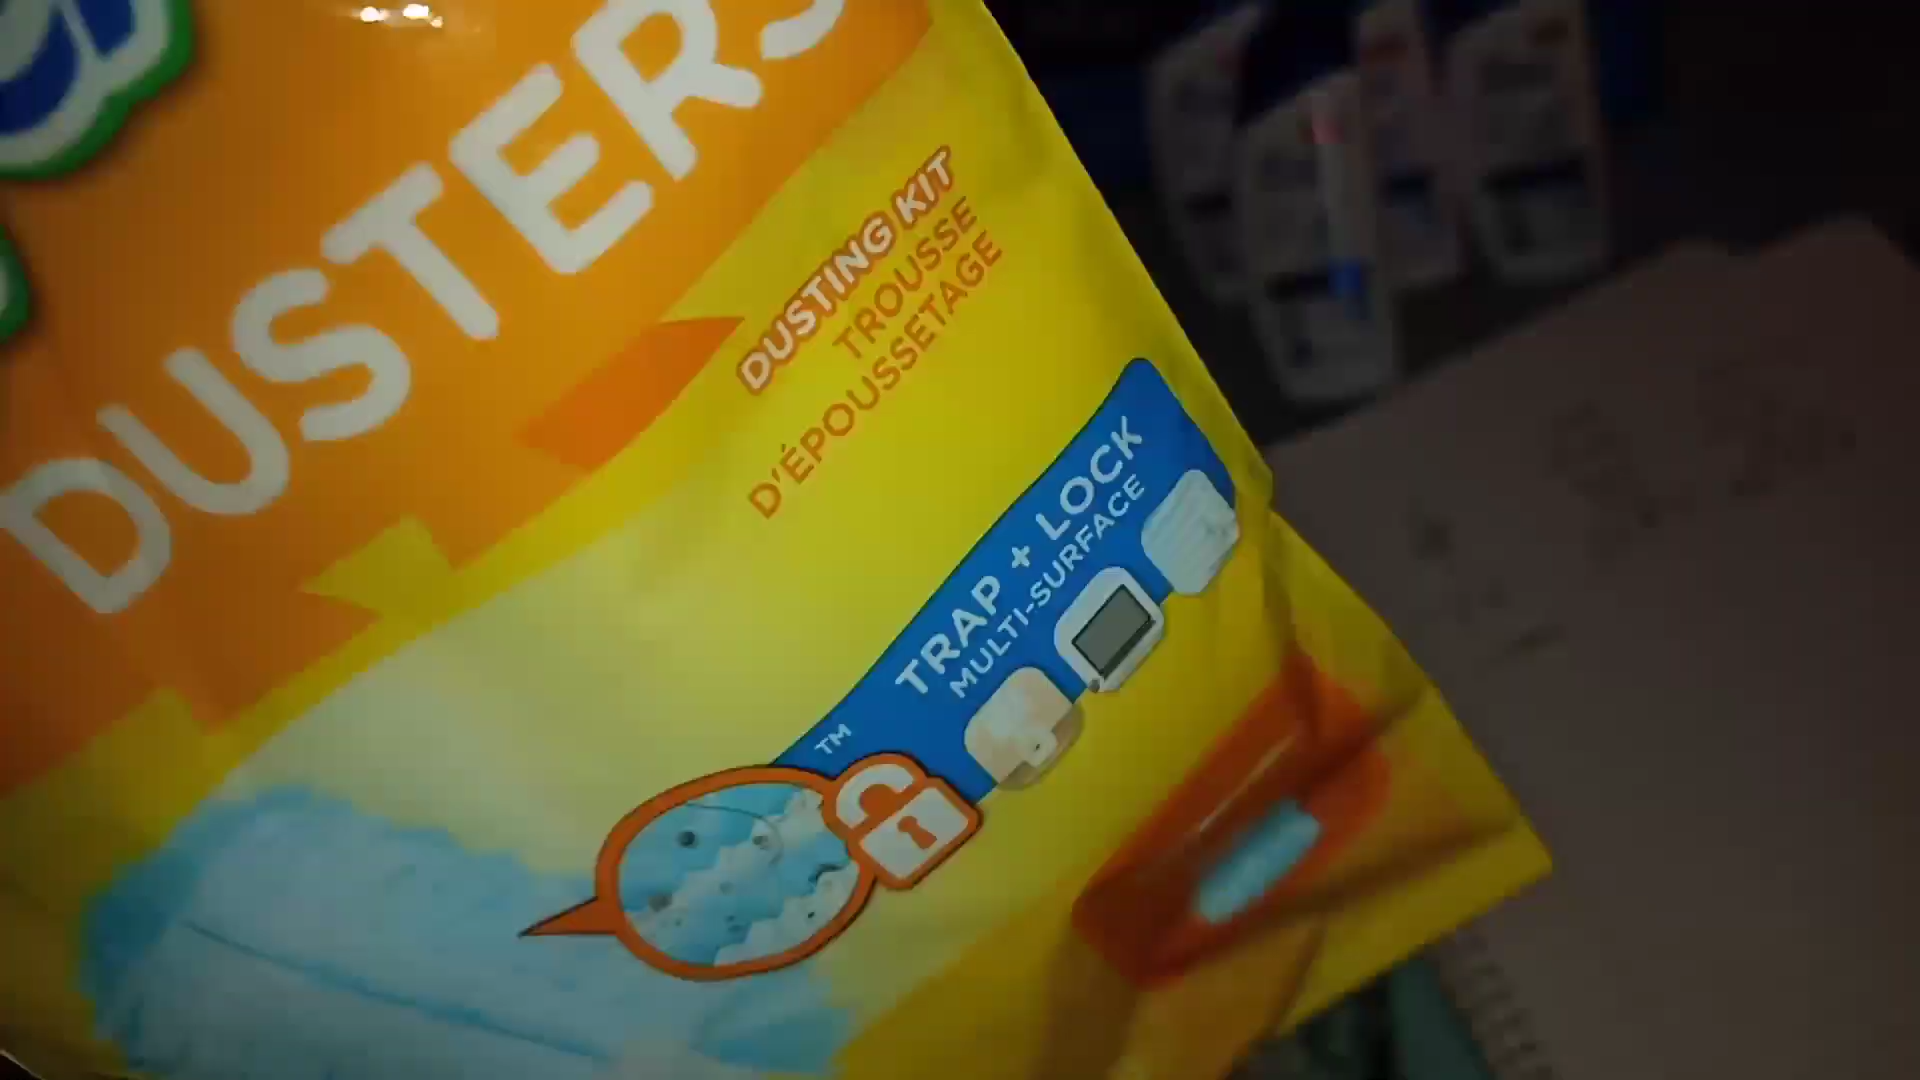 DUSTERS
DUSTING KIT
TROUSSE
D'ÉPOUSSETAGE
TRAP + LOCK
MULTI-SURFACE
TM